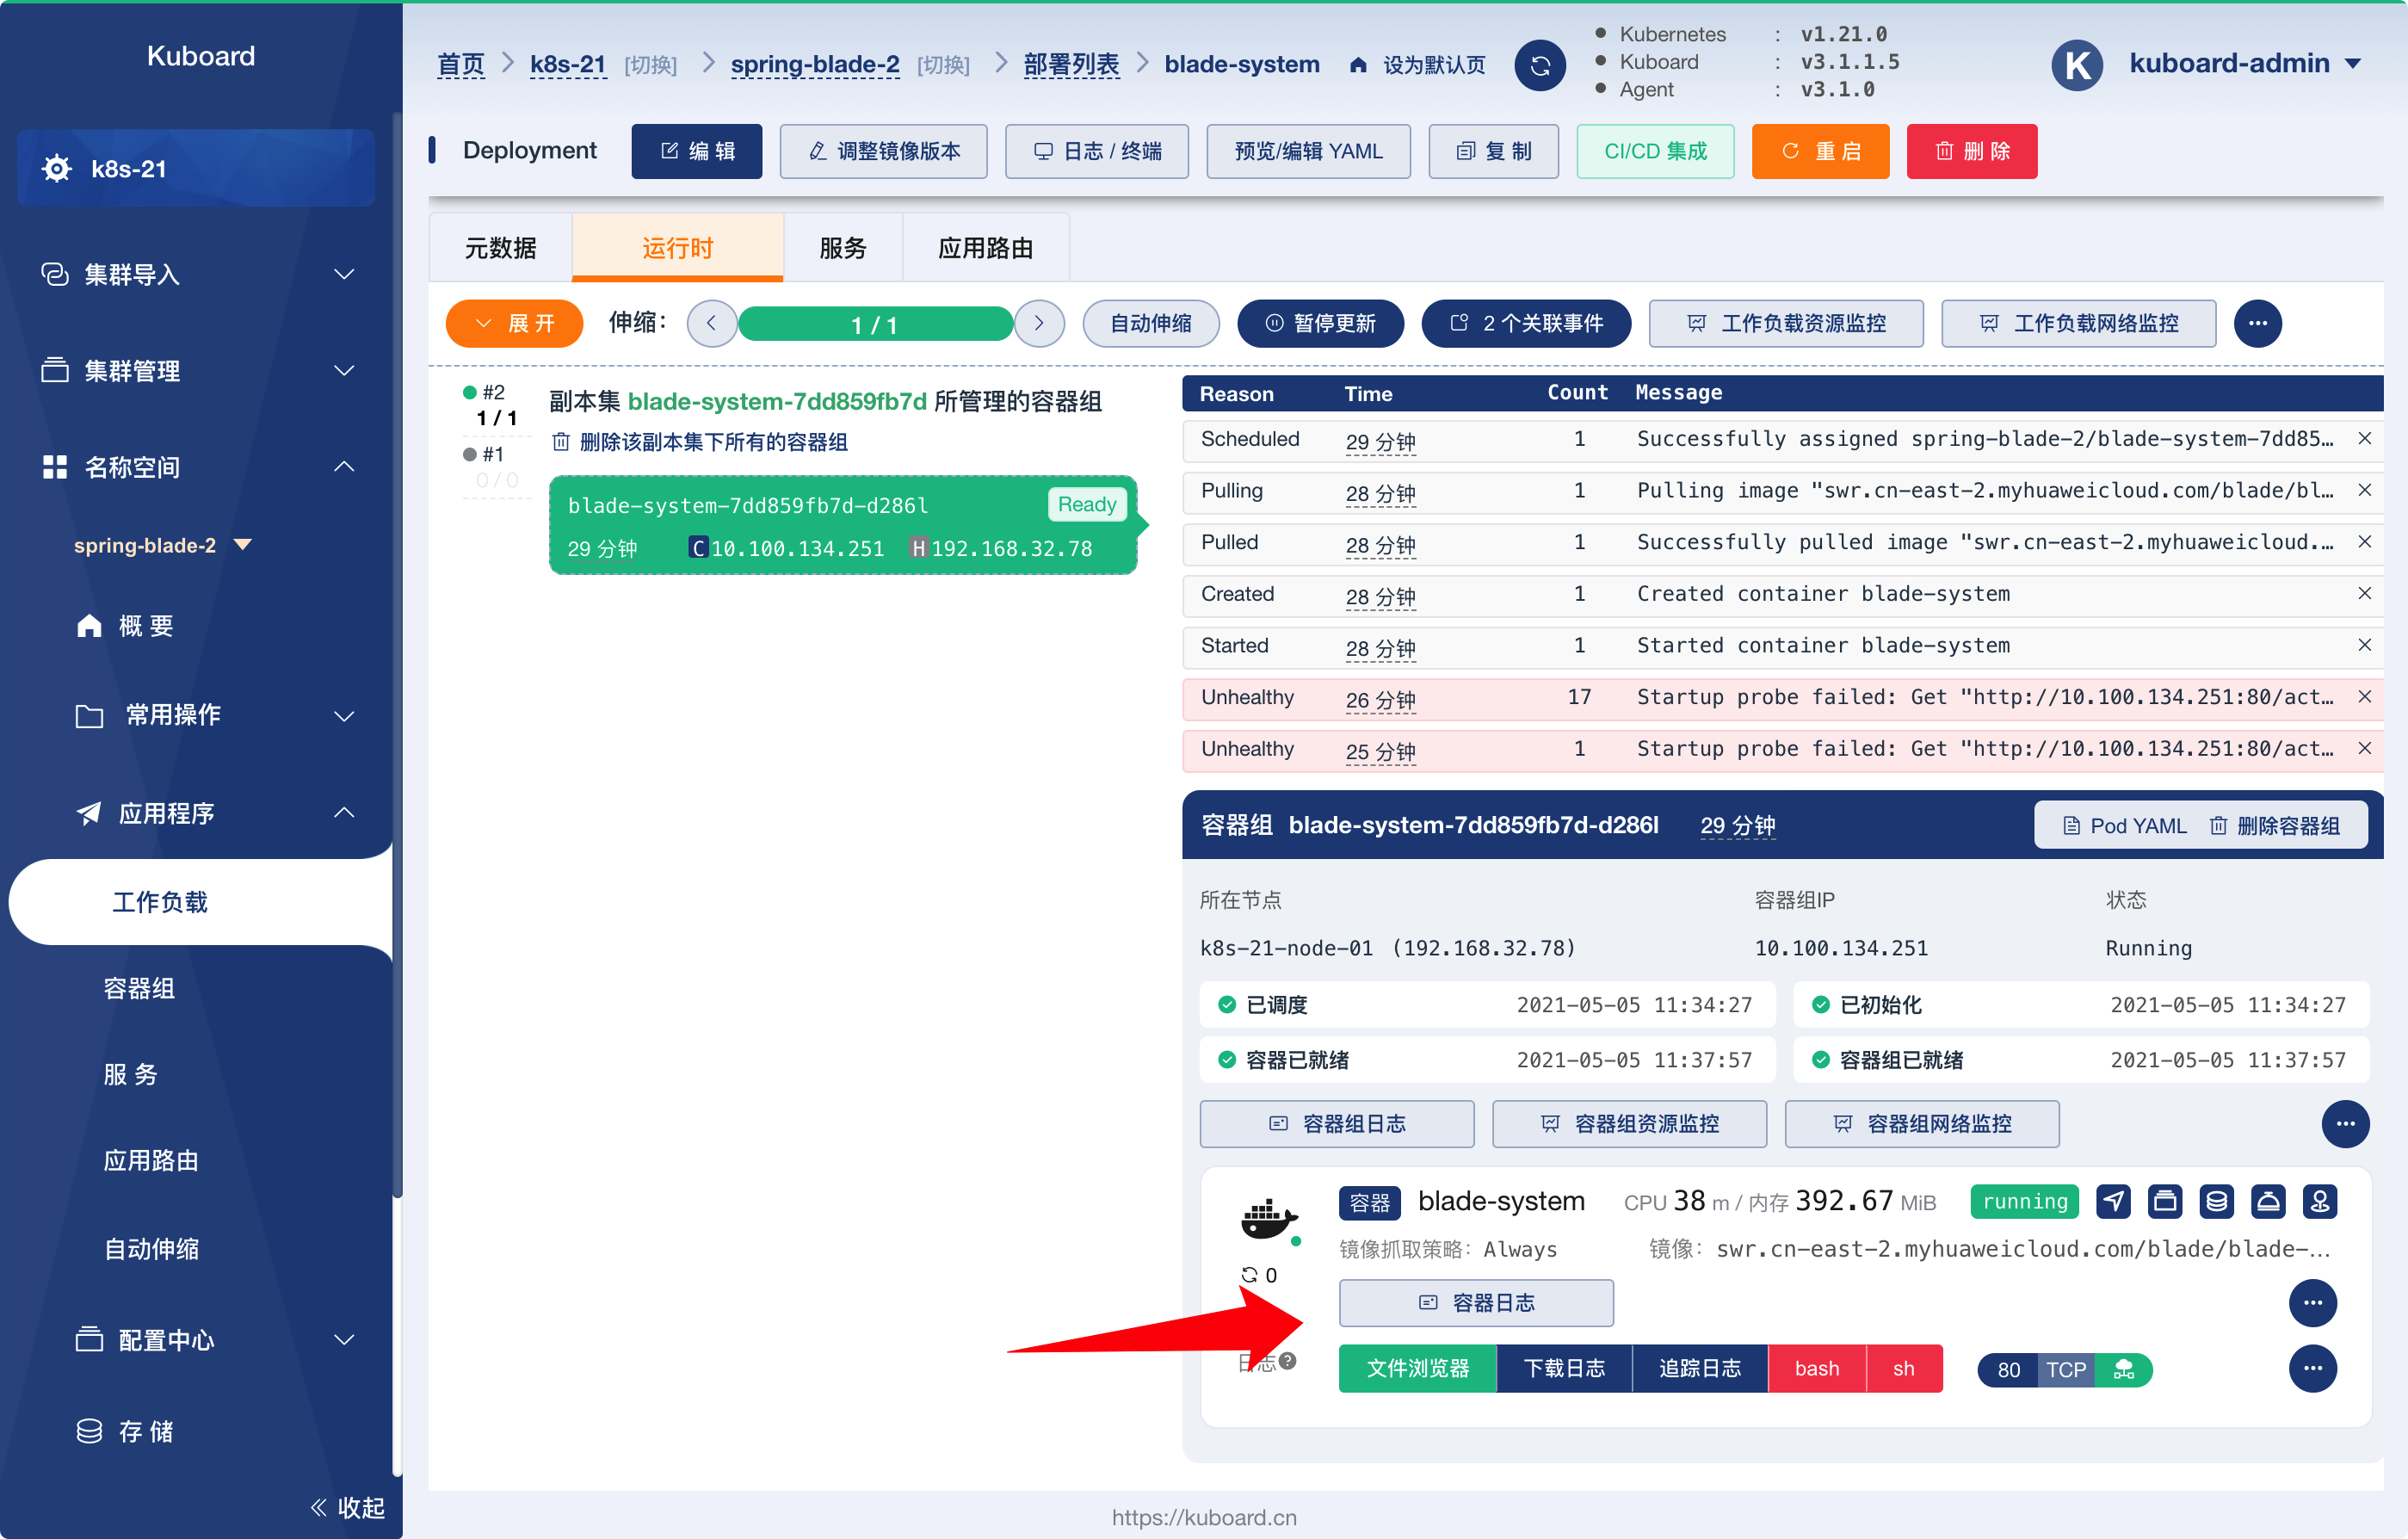 Kuboard
k8s-21
集群导入
集群管理
名称空间
spring-blade-2
概 要
常用操作
应用程序
工作负载
容器组
服 务
应用路由
自动伸缩
配置中心
存 储
收起
首页 k8s-21 [切换] spring-blade-2 [切换] 部署列表 blade-system 设为默认页
Kubernetes : v1.21.0
Kuboard : v3.1.1.5
Agent : v3.1.0
K kuboard-admin
Deployment 编 辑 调整镜像版本 日志 / 终端 预览/编辑 YAML 复 制 CI/CD 集成 重 启 删 除
元数据 运行时 服务 应用路由
展 开 伸缩： 1 / 1 自动伸缩 暂停更新 2 个关联事件 工作负载资源监控 工作负载网络监控
#2
1 / 1
#1
0 / 0
副本集 blade-system-7dd859fb7d 所管理的容器组
删除该副本集下所有的容器组
blade-system-7dd859fb7d-d286l Ready
29 分钟 C 10.100.134.251 H 192.168.32.78
Reason Time Count Message
Scheduled 29 分钟 1 Successfully assigned spring-blade-2/blade-system-7dd85…
Pulling 28 分钟 1 Pulling image "swr.cn-east-2.myhuaweicloud.com/blade/bl…
Pulled 28 分钟 1 Successfully pulled image "swr.cn-east-2.myhuaweicloud.…
Created 28 分钟 1 Created container blade-system
Started 28 分钟 1 Started container blade-system
Unhealthy 26 分钟 17 Startup probe failed: Get "http://10.100.134.251:80/act…
Unhealthy 25 分钟 1 Startup probe failed: Get "http://10.100.134.251:80/act…
容器组 blade-system-7dd859fb7d-d286l 29 分钟 Pod YAML 删除容器组
所在节点 容器组IP 状态
k8s-21-node-01 (192.168.32.78) 10.100.134.251 Running
已调度 2021-05-05 11:34:27 已初始化 2021-05-05 11:34:27
容器已就绪 2021-05-05 11:37:57 容器组已就绪 2021-05-05 11:37:57
容器组日志 容器组资源监控 容器组网络监控
容器 blade-system CPU 38 m / 内存 392.67 MiB running
镜像抓取策略： Always 镜像： swr.cn-east-2.myhuaweicloud.com/blade/blade-…
0
容器日志
日志 文件浏览器 下载日志 追踪日志 bash sh 80 TCP
https://kuboard.cn